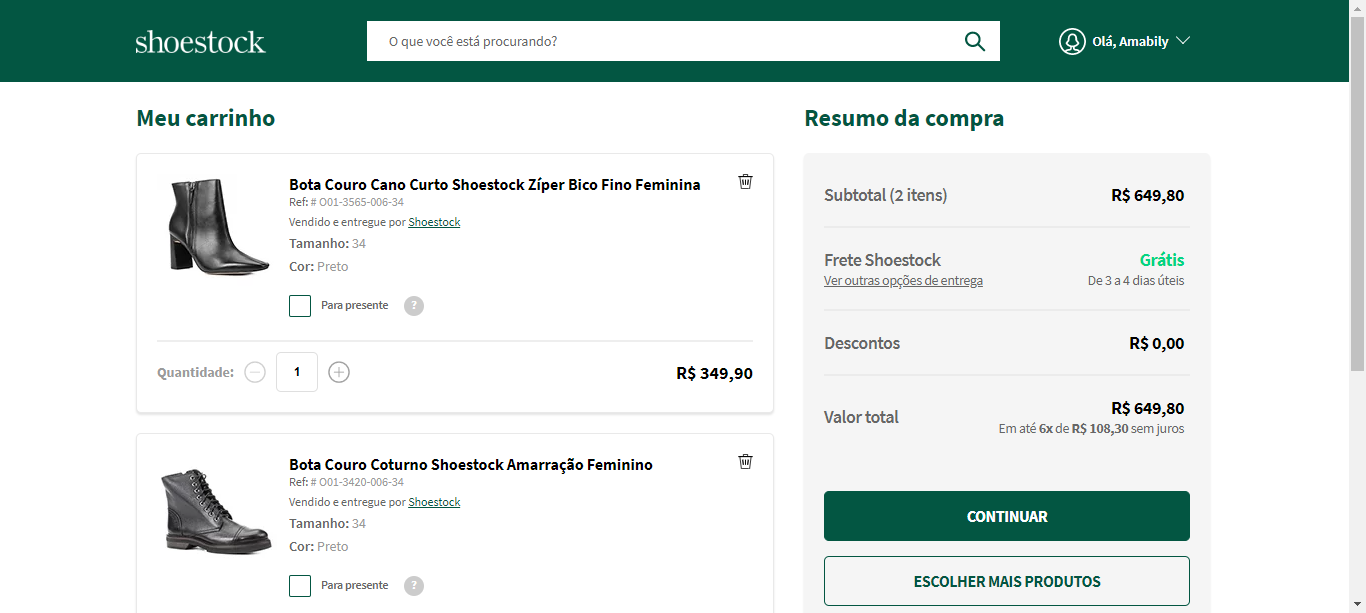 shoestock
O que você está procurando?
Olá, Amabily
Meu carrinho
Bota Couro Cano Curto Shoestock Zíper Bico Fino Feminina
Ref: # O01-3565-006-34
Vendido e entregue por Shoestock
Tamanho: 34
Cor: Preto
Para presente ?
Quantidade: 1
R$ 349,90
Bota Couro Coturno Shoestock Amarração Feminino
Ref: # O01-3420-006-34
Vendido e entregue por Shoestock
Tamanho: 34
Cor: Preto
Para presente ?
Resumo da compra
Subtotal (2 itens) R$ 649,80
Frete Shoestock Grátis
Ver outras opções de entrega De 3 a 4 dias úteis
Descontos R$ 0,00
Valor total R$ 649,80
Em até 6x de R$ 108,30 sem juros
CONTINUAR
ESCOLHER MAIS PRODUTOS